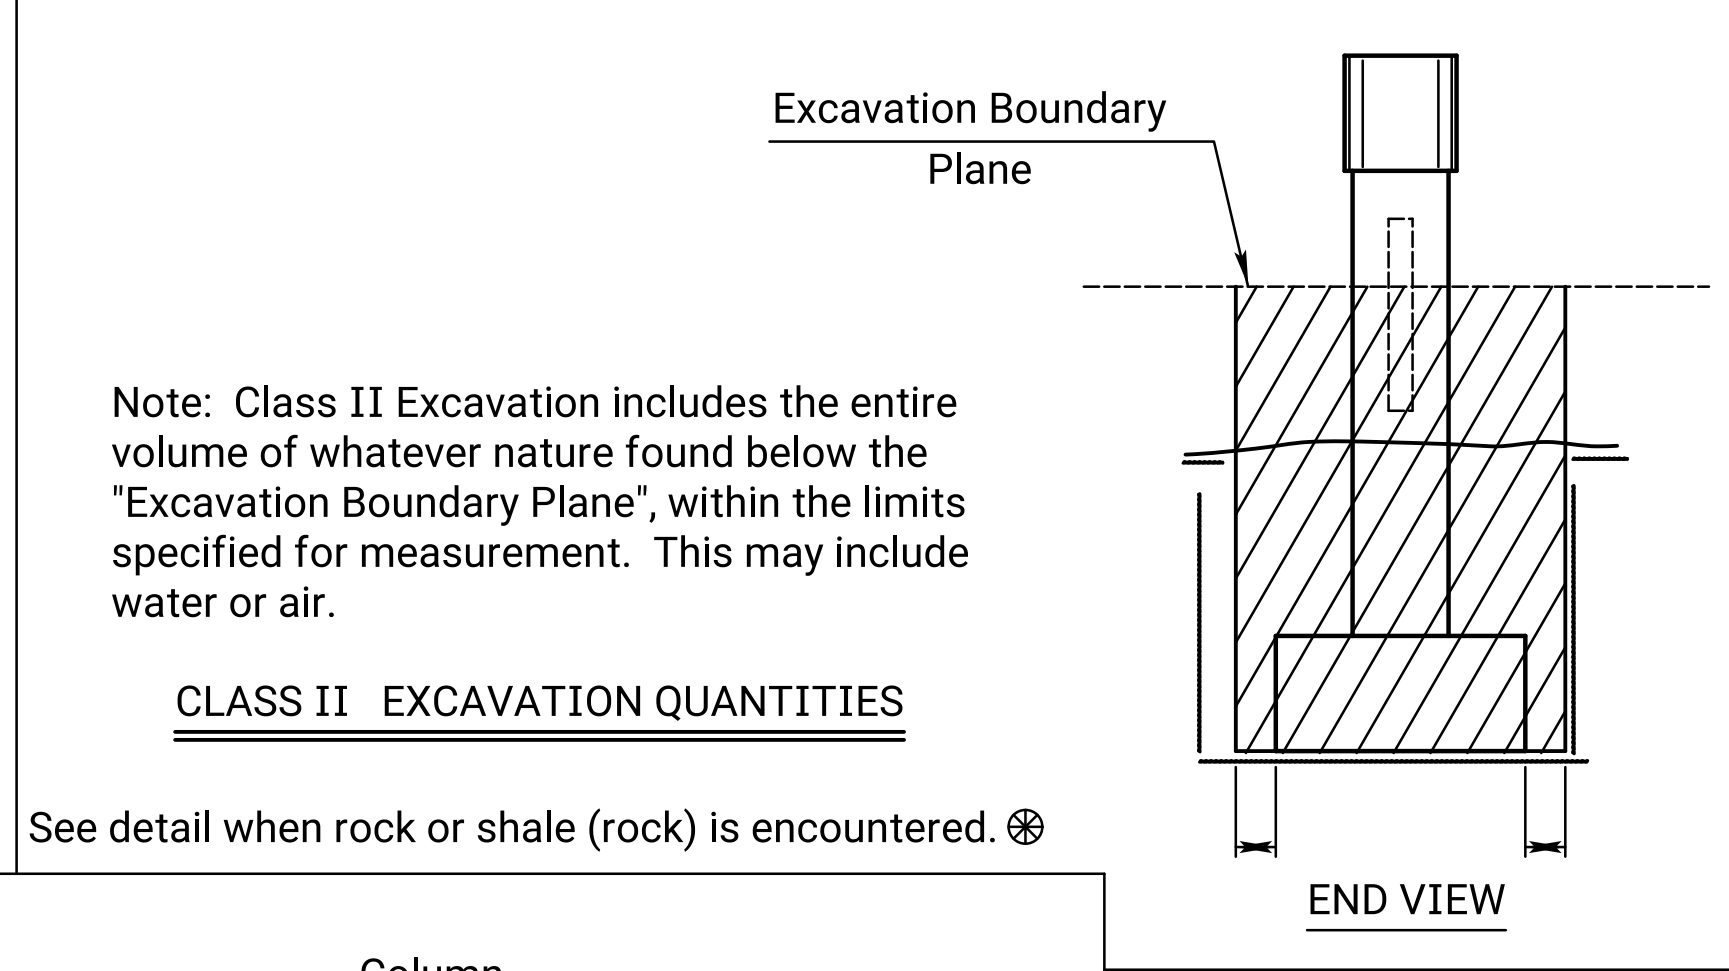 Excavation Boundary
Plane
Note: Class II Excavation includes the entire
volume of whatever nature found below the
"Excavation Boundary Plane", within the limits
specified for measurement. This may include
water or air.
CLASS II EXCAVATION QUANTITIES
See detail when rock or shale (rock) is encountered.
END VIEW
Column